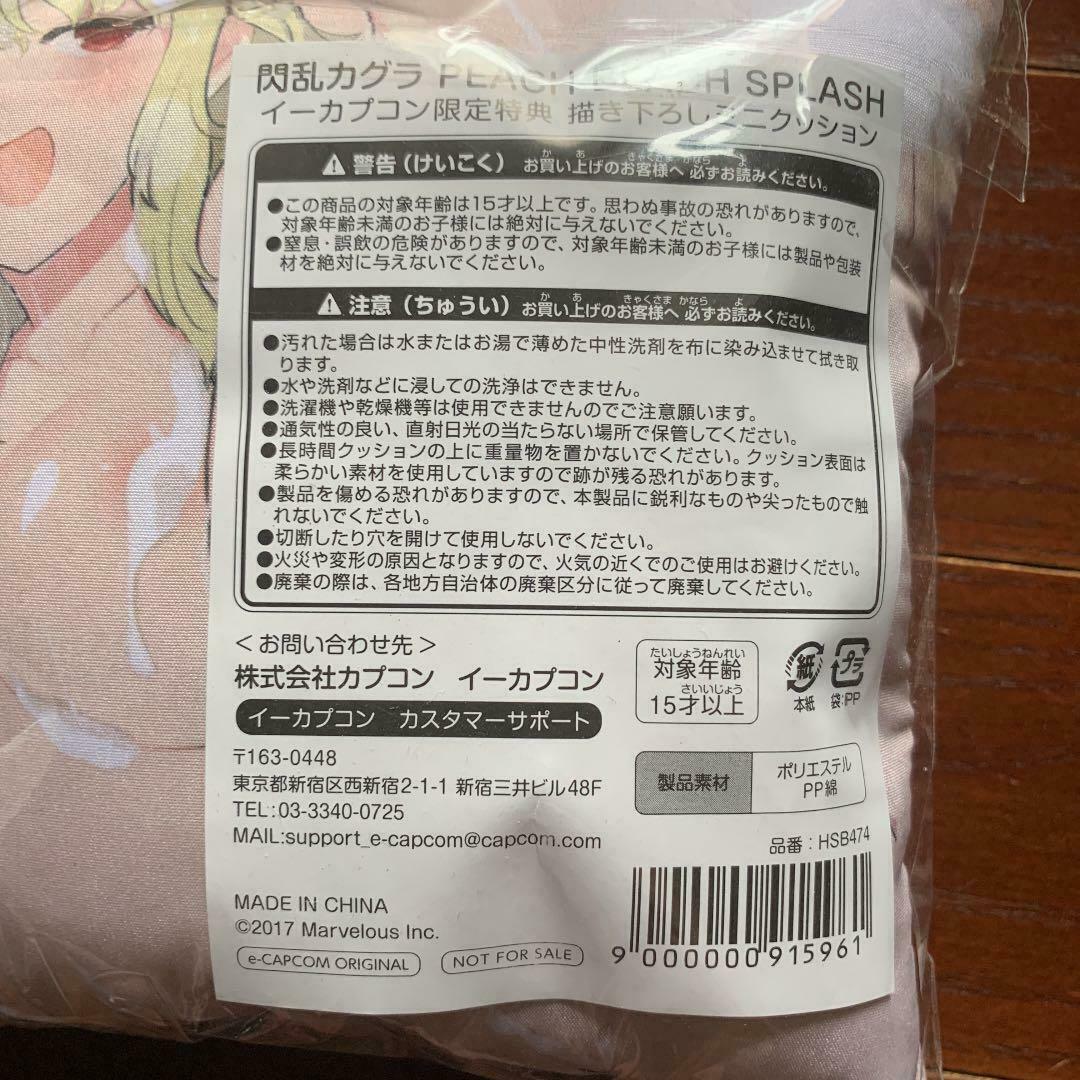 閃乱カグラ PEACH BEACH SPLASH
イーカプコン限定特典 描き下ろしミニクッション
警告(けいこく) お買い上げのお客様へ 必ずお読みください。
か あ きゃくさま かなら よ
●この商品の対象年齢は15才以上です。思わぬ事故の恐れがありますので、
対象年齢未満のお子様には絶対に与えないでください。
●窒息・誤飲の危険がありますので、対象年齢未満のお子様には製品や包装
材を絶対に与えないでください。
注意(ちゅうい) お買い上げのお客様へ 必ずお読みください。
か あ きゃくさま かなら よ
●汚れた場合は水またはお湯で薄めた中性洗剤を布に染み込ませて拭き取
ります。
●水や洗剤などに浸しての洗浄はできません。
●洗濯機や乾燥機等は使用できませんのでご注意願います。
●通気性の良い、直射日光の当たらない場所で保管してください。
●長時間クッションの上に重量物を置かないでください。クッション表面は
柔らかい素材を使用していますので跡が残る恐れがあります。
●製品を傷める恐れがありますので、本製品に鋭利なものや尖ったもので触
れないでください。
●切断したり穴を開けて使用しないでください。
●火災や変形の原因となりますので、火気の近くでのご使用はお避けください。
●廃棄の際は、各地方自治体の廃棄区分に従って廃棄してください。
<お問い合わせ先>
株式会社カプコン イーカプコン
イーカプコン カスタマーサポート
〒163-0448
東京都新宿区西新宿2-1-1 新宿三井ビル48F
TEL:03-3340-0725
MAIL:support_e-capcom@capcom.com
MADE IN CHINA
©2017 Marvelous Inc.
e-CAPCOM ORIGINAL
NOT FOR SALE
たいしょうねんれい
対象年齢
さいいじょう
15才以上
紙
本紙
プラ
袋:PP
製品素材
ポリエステル
PP綿
品番:HSB474
9 000000 915961